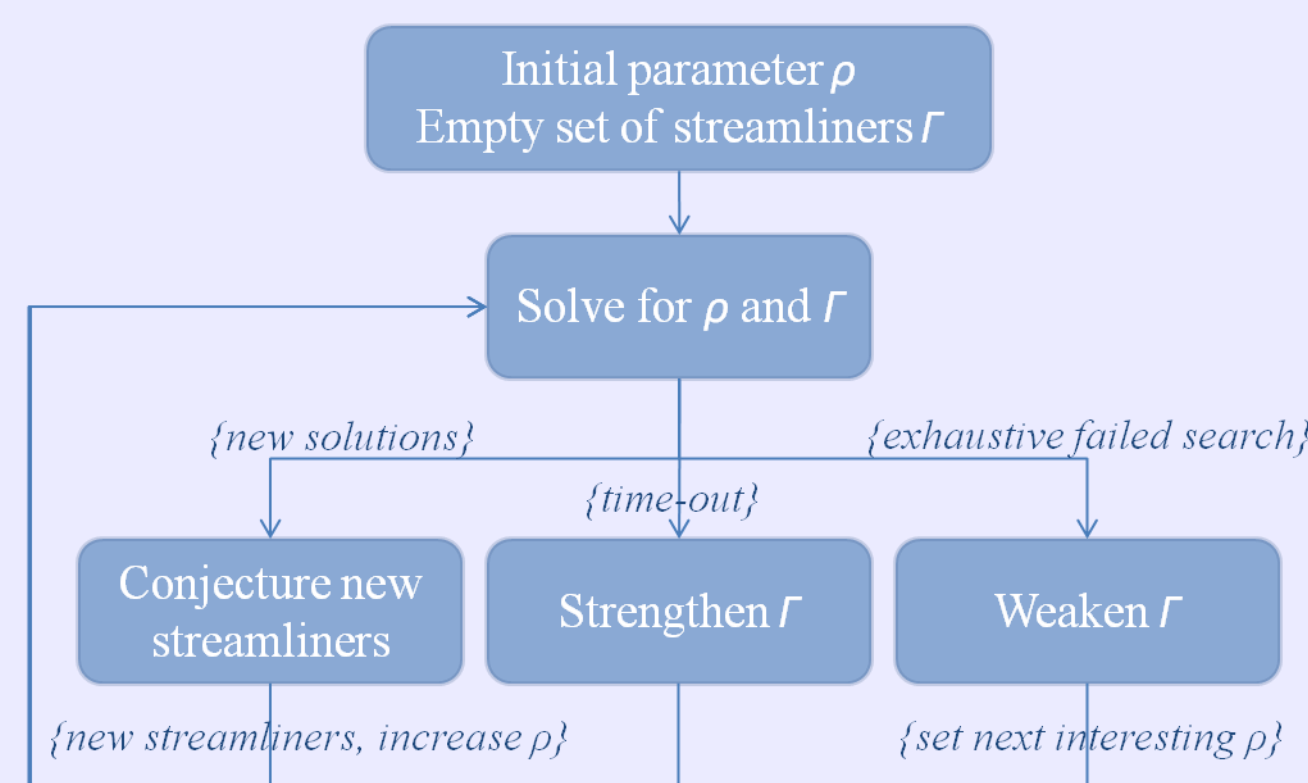 Initial parameter ρ
Empty set of streamliners Γ
Solve for ρ and Γ
{new solutions}
{exhaustive failed search}
{time-out}
Conjecture new
streamliners
Strengthen Γ
Weaken Γ
{new streamliners, increase ρ}
{set next interesting ρ}